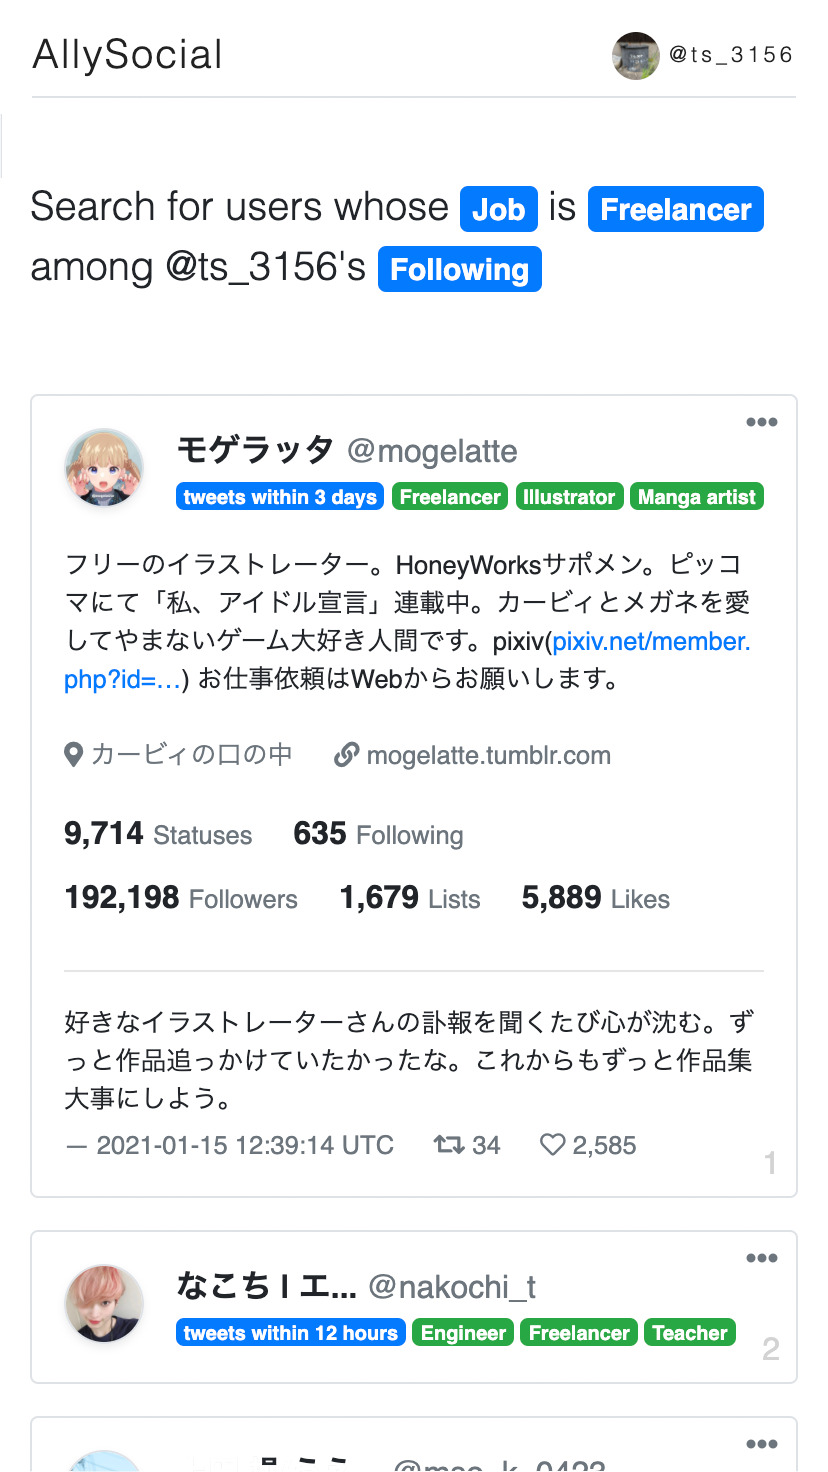 AllySocial
@ts_3156
Search for users whose Job is Freelancer
among @ts_3156's Following
モゲラッタ @mogelatte
tweets within 3 days Freelancer Illustrator Manga artist
フリーのイラストレーター。HoneyWorksサポメン。ピッコ
マにて「私、アイドル宣言」連載中。カービィとメガネを愛
してやまないゲーム大好き人間です。pixiv(pixiv.net/member.
php?id=…) お仕事依頼はWebからお願いします。
カービィの口の中 mogelatte.tumblr.com
9,714 Statuses 635 Following
192,198 Followers 1,679 Lists 5,889 Likes
好きなイラストレーターさんの訃報を聞くたび心が沈む。ず
っと作品追っかけていたかったな。これからもずっと作品集
大事にしよう。
— 2021-01-15 12:39:14 UTC 34 2,585
1
なこち | エ... @nakochi_t
tweets within 12 hours Engineer Freelancer Teacher
2